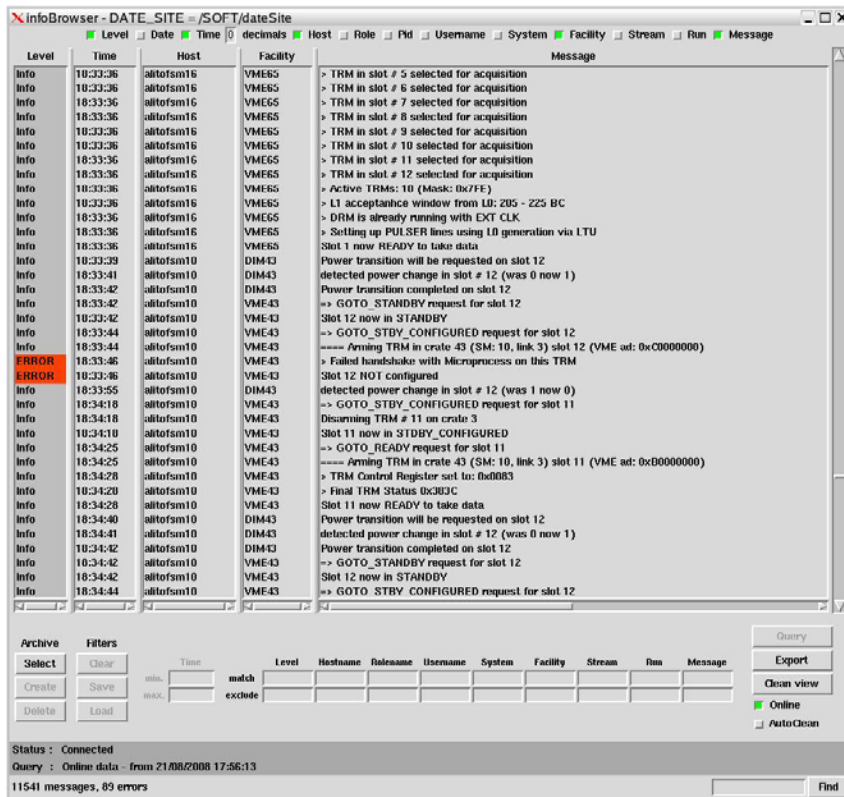 infoBrowser - DATE_SITE = /SOFT/dateSite
Level Date Time 0 decimals Host Role Pid Username System Facility Stream Run Message
Level Time Host Facility Message
Info 18:33:36 alitofsm16 VME65 > TRM in slot # 5 selected for acquisition
Info 18:33:36 alitofsm16 VME65 > TRM in slot # 6 selected for acquisition
Info 18:33:36 alitofsm16 VME65 > TRM in slot # 7 selected for acquisition
Info 18:33:36 alitofsm16 VME65 > TRM in slot # 8 selected for acquisition
Info 18:33:36 alitofsm16 VME65 > TRM in slot # 9 selected for acquisition
Info 18:33:36 alitofsm16 VME65 > TRM in slot # 10 selected for acquisition
Info 18:33:36 alitofsm16 VME65 > TRM in slot # 11 selected for acquisition
Info 18:33:36 alitofsm16 VME65 > TRM in slot # 12 selected for acquisition
Info 18:33:36 alitofsm16 VME65 > Active TRMs: 10 (Mask: 0x7FE)
Info 18:33:36 alitofsm16 VME65 > L1 acceptanhce window from L0: 205 - 225 BC
Info 18:33:36 alitofsm16 VME65 > DRM is already running with EXT CLK
Info 18:33:36 alitofsm16 VME65 > Setting up PULSER lines using L0 generation via LTU
Info 18:33:36 alitofsm16 VME65 Slot 1 now READY to take data
Info 18:33:39 alitofsm10 DIM43 Power transition will be requested on slot 12
Info 18:33:41 alitofsm10 DIM43 detected power change in slot # 12 (was 0 now 1)
Info 18:33:42 alitofsm10 DIM43 Power transition completed on slot 12
Info 18:33:42 alitofsm10 VME43 => GOTO_STANDBY request for slot 12
Info 18:33:42 alitofsm10 VME43 Slot 12 now in STANDBY
Info 18:33:44 alitofsm10 VME43 => GOTO_STBY_CONFIGURED request for slot 12
Info 18:33:44 alitofsm10 VME43 ==== Arming TRM in crate 43 (SM: 10, link 3) slot 12 (VME ad: 0xC0000000)
ERROR 18:33:46 alitofsm10 VME43 > Failed handshake with Microprocess on this TRM
ERROR 18:33:46 alitofsm10 VME43 Slot 12 NOT configured
Info 18:33:55 alitofsm10 DIM43 detected power change in slot # 12 (was 1 now 0)
Info 18:34:18 alitofsm10 VME43 => GOTO_STBY_CONFIGURED request for slot 11
Info 18:34:18 alitofsm10 VME43 Disarming TRM # 11 on crate 3
Info 18:34:18 alitofsm10 VME43 Slot 11 now in STDBY_CONFIGURED
Info 18:34:25 alitofsm10 VME43 => GOTO_READY request for slot 11
Info 18:34:25 alitofsm10 VME43 ==== Arming TRM in crate 43 (SM: 10, link 3) slot 11 (VME ad: 0xB0000000)
Info 18:34:28 alitofsm10 VME43 > TRM Control Register set to: 0x0083
Info 18:34:28 alitofsm10 VME43 > Final TRM Status 0x303C
Info 18:34:28 alitofsm10 VME43 Slot 11 now READY to take data
Info 18:34:40 alitofsm10 DIM43 Power transition will be requested on slot 12
Info 18:34:41 alitofsm10 DIM43 detected power change in slot # 12 (was 0 now 1)
Info 18:34:42 alitofsm10 DIM43 Power transition completed on slot 12
Info 18:34:42 alitofsm10 VME43 => GOTO_STANDBY request for slot 12
Info 18:34:42 alitofsm10 VME43 Slot 12 now in STANDBY
Info 18:34:44 alitofsm10 VME43 => GOTO_STBY_CONFIGURED request for slot 12
Archive Filters Query
Select Clear Time Level Hostname Rolename Username System Facility Stream Run Message Export
Create Save min. match Clean view
Delete Load max. exclude Online
AutoClean
Status : Connected
Query : Online data - from 21/08/2008 17:56:13
11541 messages, 89 errors Find